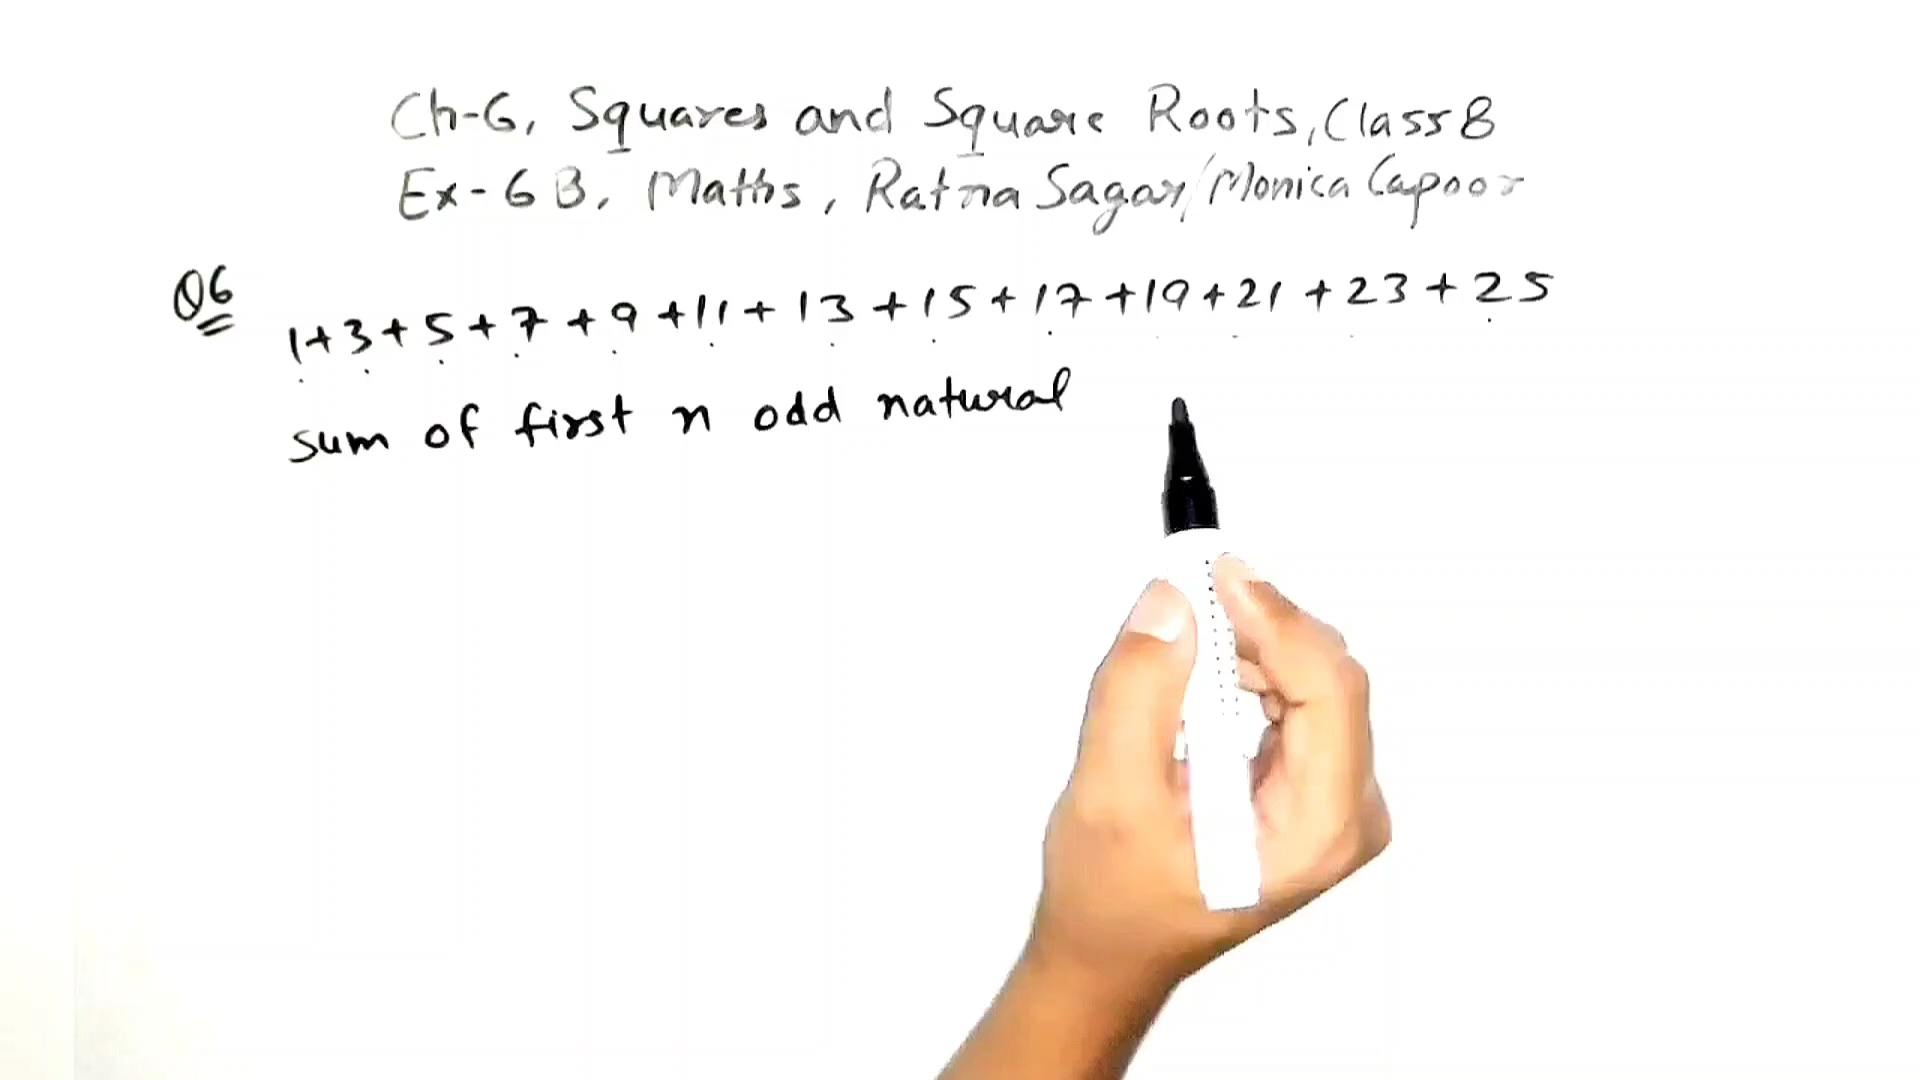 Ch-6, Squares and Square Roots, Class 8
Ex-6B, Maths, Ratna Sagar/Monica Capoor
Q6
1+3+5+7+9+11+13+15+17+19+21+23+25
sum of first n odd natural